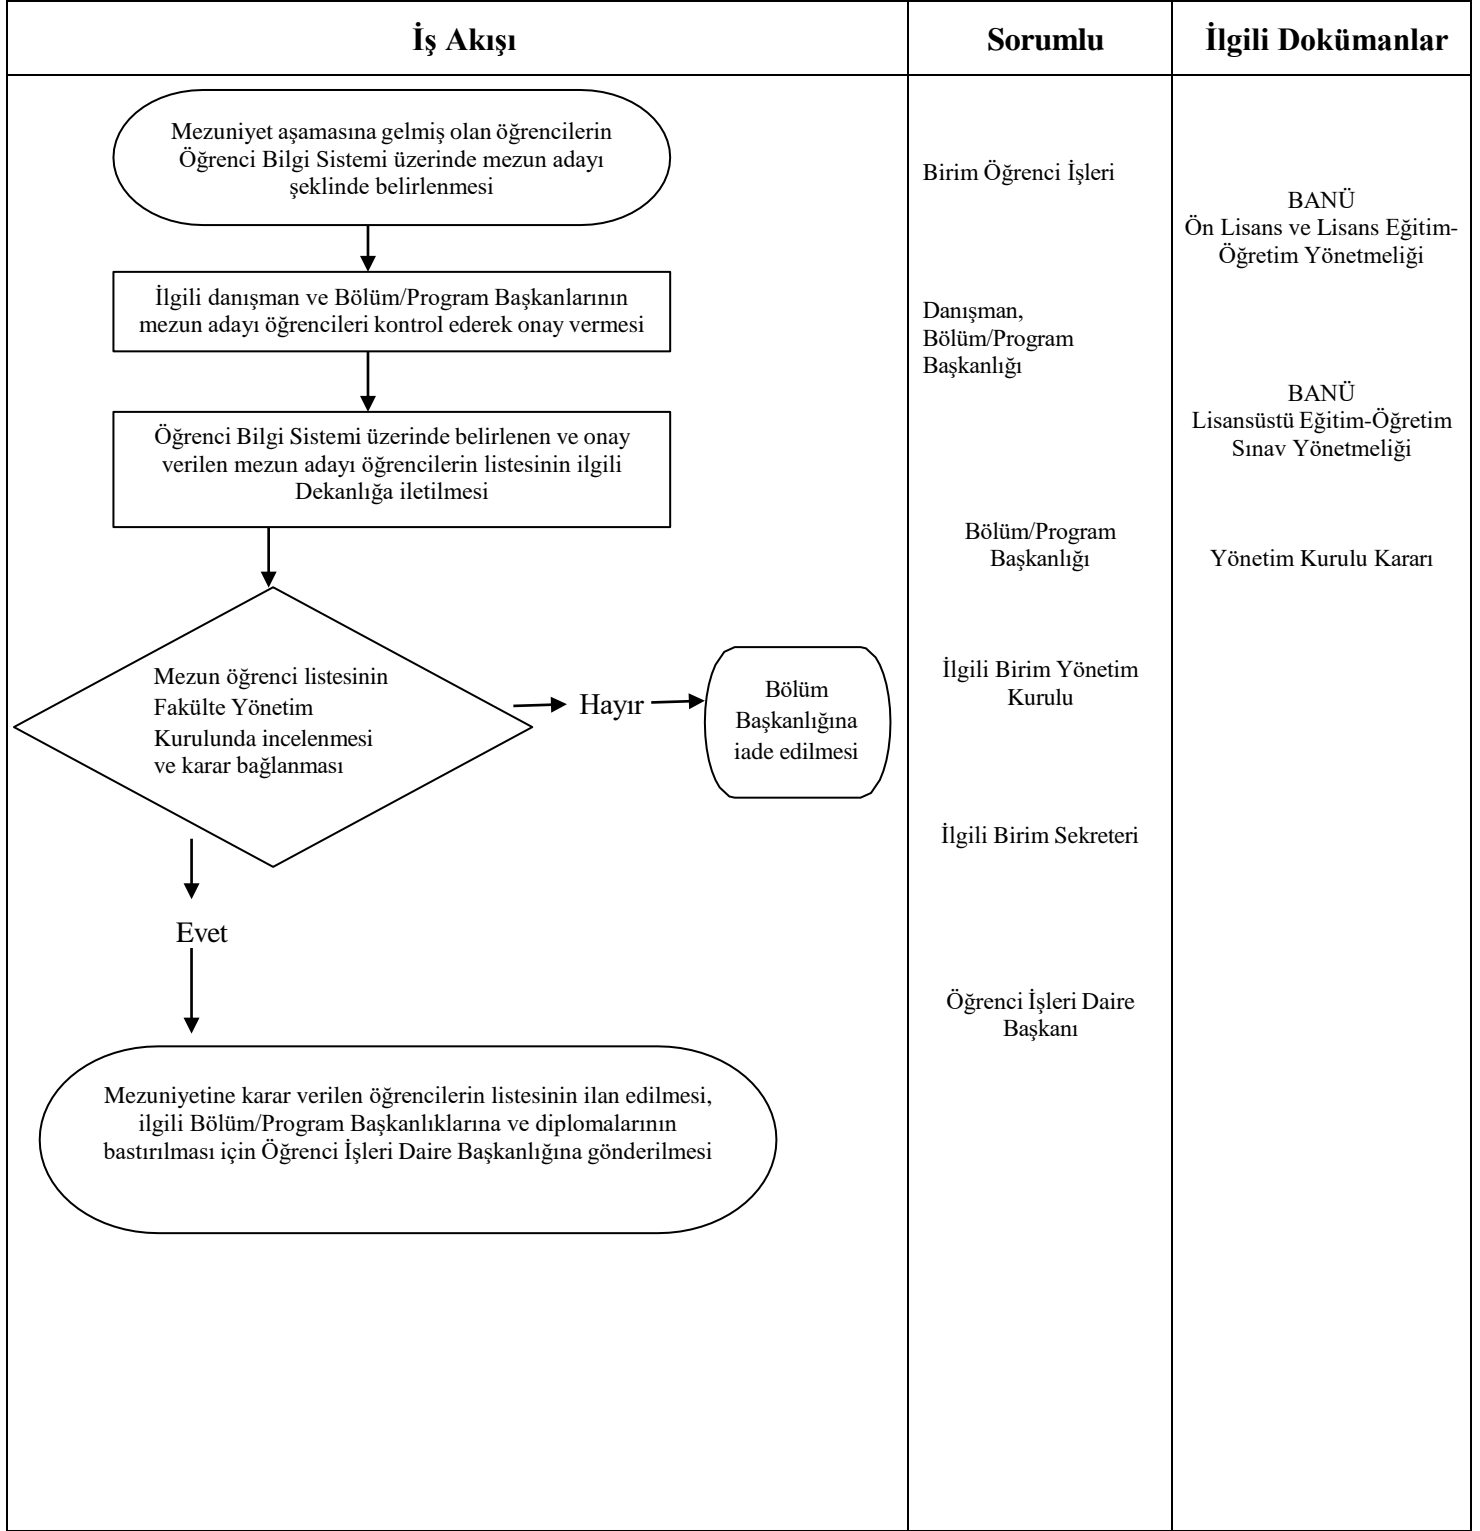 İş Akışı
Sorumlu
İlgili Dokümanlar
Mezuniyet aşamasına gelmiş olan öğrencilerin
Öğrenci Bilgi Sistemi üzerinde mezun adayı
şeklinde belirlenmesi
İlgili danışman ve Bölüm/Program Başkanlarının
mezun adayı öğrencileri kontrol ederek onay vermesi
Öğrenci Bilgi Sistemi üzerinde belirlenen ve onay
verilen mezun adayı öğrencilerin listesinin ilgili
Dekanlığa iletilmesi
Mezun öğrenci listesinin
Fakülte Yönetim
Kurulunda incelenmesi
ve karar bağlanması
Hayır
Bölüm
Başkanlığına
iade edilmesi
Evet
Mezuniyetine karar verilen öğrencilerin listesinin ilan edilmesi,
ilgili Bölüm/Program Başkanlıklarına ve diplomalarının
bastırılması için Öğrenci İşleri Daire Başkanlığına gönderilmesi
Birim Öğrenci İşleri
Danışman,
Bölüm/Program
Başkanlığı
Bölüm/Program
Başkanlığı
İlgili Birim Yönetim
Kurulu
İlgili Birim Sekreteri
Öğrenci İşleri Daire
Başkanı
BANÜ
Ön Lisans ve Lisans Eğitim-
Öğretim Yönetmeliği
BANÜ
Lisansüstü Eğitim-Öğretim
Sınav Yönetmeliği
Yönetim Kurulu Kararı